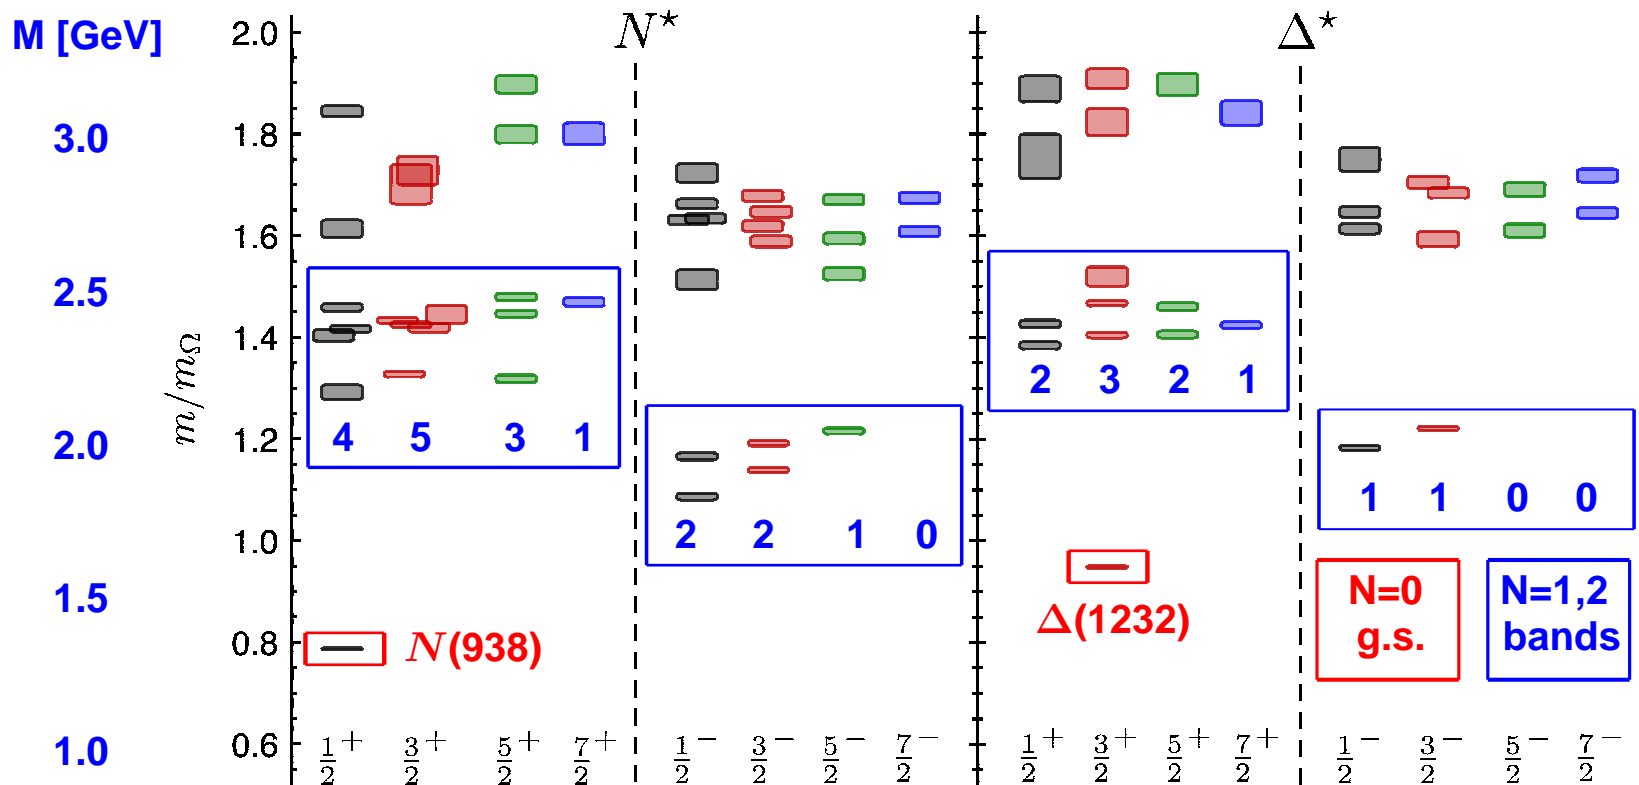 M [GeV]
N⋆
Δ⋆
2.0
3.0
1.8
1.6
2.5
1.4
m/mΩ
2 3 2 1
2.0
1.2
4 5 3 1
1 1 0 0
2 2 1 0
1.0
1.5
N=0
g.s.
N=1,2
bands
Δ(1232)
0.8
N(938)
1.0
0.6
1/2+ 3/2+ 5/2+ 7/2+ 1/2− 3/2− 5/2− 7/2− 1/2+ 3/2+ 5/2+ 7/2+ 1/2− 3/2− 5/2− 7/2−